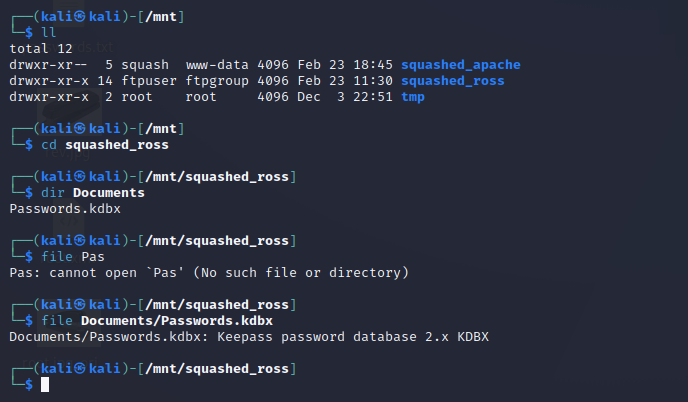 ┌──(kali㉿kali)-[/mnt]
└─$ ll
total 12
drwxr-xr--  5 squash  www-data 4096 Feb 23 18:45 squashed_apache
drwxr-xr-x 14 ftpuser ftpgroup 4096 Feb 23 11:30 squashed_ross
drwxr-xr-x  2 root    root     4096 Dec  3 22:51 tmp
┌──(kali㉿kali)-[/mnt]
└─$ cd squashed_ross
┌──(kali㉿kali)-[/mnt/squashed_ross]
└─$ dir Documents
Passwords.kdbx
┌──(kali㉿kali)-[/mnt/squashed_ross]
└─$ file Pas
Pas: cannot open `Pas' (No such file or directory)
┌──(kali㉿kali)-[/mnt/squashed_ross]
└─$ file Documents/Passwords.kdbx
Documents/Passwords.kdbx: Keepass password database 2.x KDBX
┌──(kali㉿kali)-[/mnt/squashed_ross]
└─$